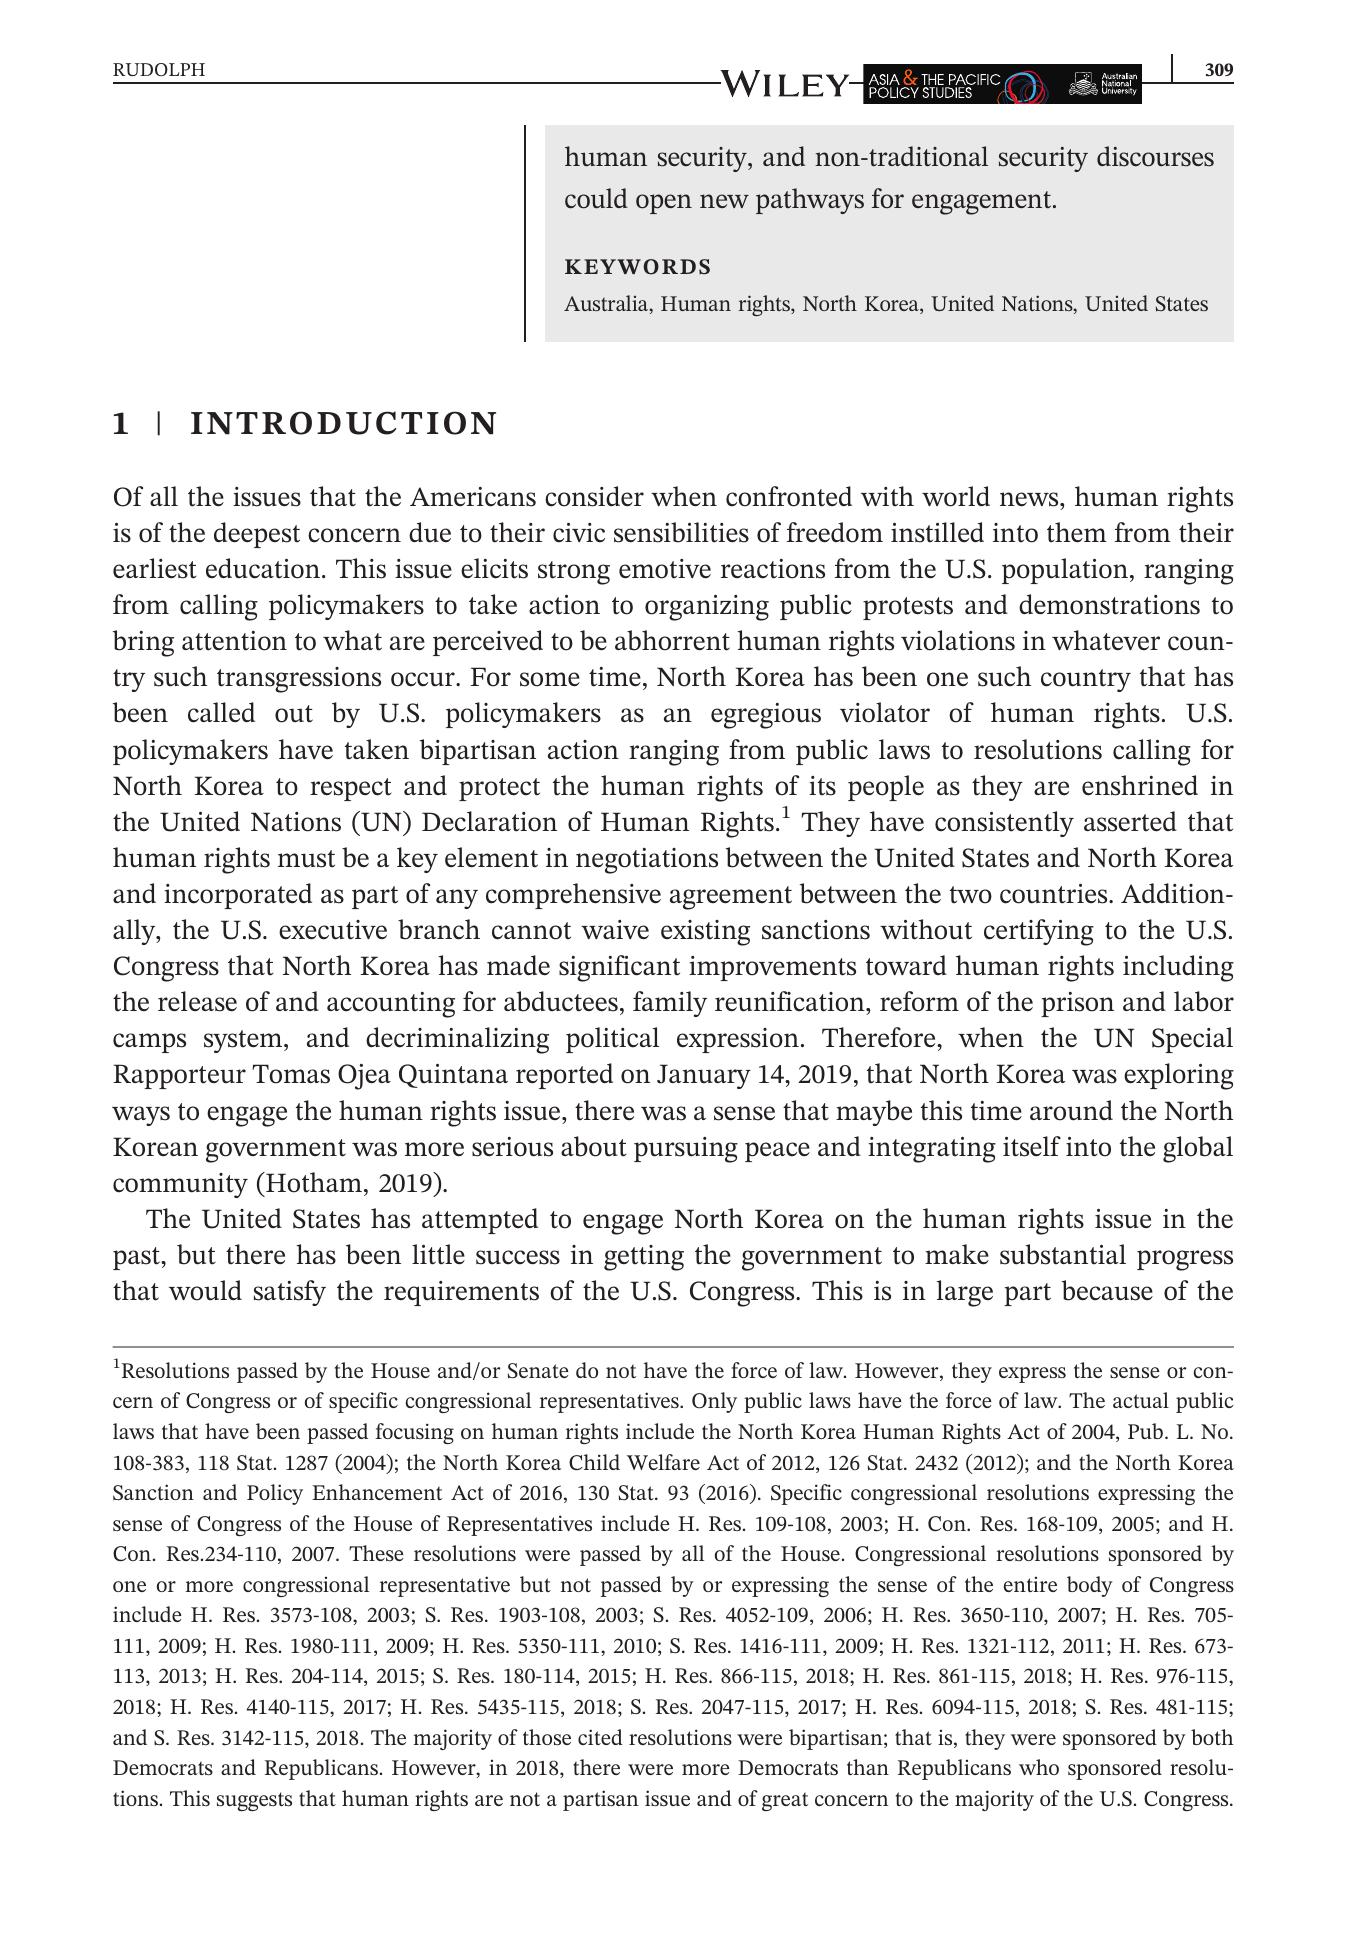 RUDOLPH
WILEY
ASIA & THE PACIFIC
POLICY STUDIES
Australian
National
University
309
human security, and non-traditional security discourses
could open new pathways for engagement.
KEYWORDS
Australia, Human rights, North Korea, United Nations, United States
1 | INTRODUCTION
Of all the issues that the Americans consider when confronted with world news, human rights
is of the deepest concern due to their civic sensibilities of freedom instilled into them from their
earliest education. This issue elicits strong emotive reactions from the U.S. population, ranging
from calling policymakers to take action to organizing public protests and demonstrations to
bring attention to what are perceived to be abhorrent human rights violations in whatever coun-
try such transgressions occur. For some time, North Korea has been one such country that has
been called out by U.S. policymakers as an egregious violator of human rights. U.S.
policymakers have taken bipartisan action ranging from public laws to resolutions calling for
North Korea to respect and protect the human rights of its people as they are enshrined in
the United Nations (UN) Declaration of Human Rights.1 They have consistently asserted that
human rights must be a key element in negotiations between the United States and North Korea
and incorporated as part of any comprehensive agreement between the two countries. Addition-
ally, the U.S. executive branch cannot waive existing sanctions without certifying to the U.S.
Congress that North Korea has made significant improvements toward human rights including
the release of and accounting for abductees, family reunification, reform of the prison and labor
camps system, and decriminalizing political expression. Therefore, when the UN Special
Rapporteur Tomas Ojea Quintana reported on January 14, 2019, that North Korea was exploring
ways to engage the human rights issue, there was a sense that maybe this time around the North
Korean government was more serious about pursuing peace and integrating itself into the global
community (Hotham, 2019).
The United States has attempted to engage North Korea on the human rights issue in the
past, but there has been little success in getting the government to make substantial progress
that would satisfy the requirements of the U.S. Congress. This is in large part because of the
1Resolutions passed by the House and/or Senate do not have the force of law. However, they express the sense or con-
cern of Congress or of specific congressional representatives. Only public laws have the force of law. The actual public
laws that have been passed focusing on human rights include the North Korea Human Rights Act of 2004, Pub. L. No.
108-383, 118 Stat. 1287 (2004); the North Korea Child Welfare Act of 2012, 126 Stat. 2432 (2012); and the North Korea
Sanction and Policy Enhancement Act of 2016, 130 Stat. 93 (2016). Specific congressional resolutions expressing the
sense of Congress of the House of Representatives include H. Res. 109-108, 2003; H. Con. Res. 168-109, 2005; and H.
Con. Res.234-110, 2007. These resolutions were passed by all of the House. Congressional resolutions sponsored by
one or more congressional representative but not passed by or expressing the sense of the entire body of Congress
include H. Res. 3573-108, 2003; S. Res. 1903-108, 2003; S. Res. 4052-109, 2006; H. Res. 3650-110, 2007; H. Res. 705-
111, 2009; H. Res. 1980-111, 2009; H. Res. 5350-111, 2010; S. Res. 1416-111, 2009; H. Res. 1321-112, 2011; H. Res. 673-
113, 2013; H. Res. 204-114, 2015; S. Res. 180-114, 2015; H. Res. 866-115, 2018; H. Res. 861-115, 2018; H. Res. 976-115,
2018; H. Res. 4140-115, 2017; H. Res. 5435-115, 2018; S. Res. 2047-115, 2017; H. Res. 6094-115, 2018; S. Res. 481-115;
and S. Res. 3142-115, 2018. The majority of those cited resolutions were bipartisan; that is, they were sponsored by both
Democrats and Republicans. However, in 2018, there were more Democrats than Republicans who sponsored resolu-
tions. This suggests that human rights are not a partisan issue and of great concern to the majority of the U.S. Congress.